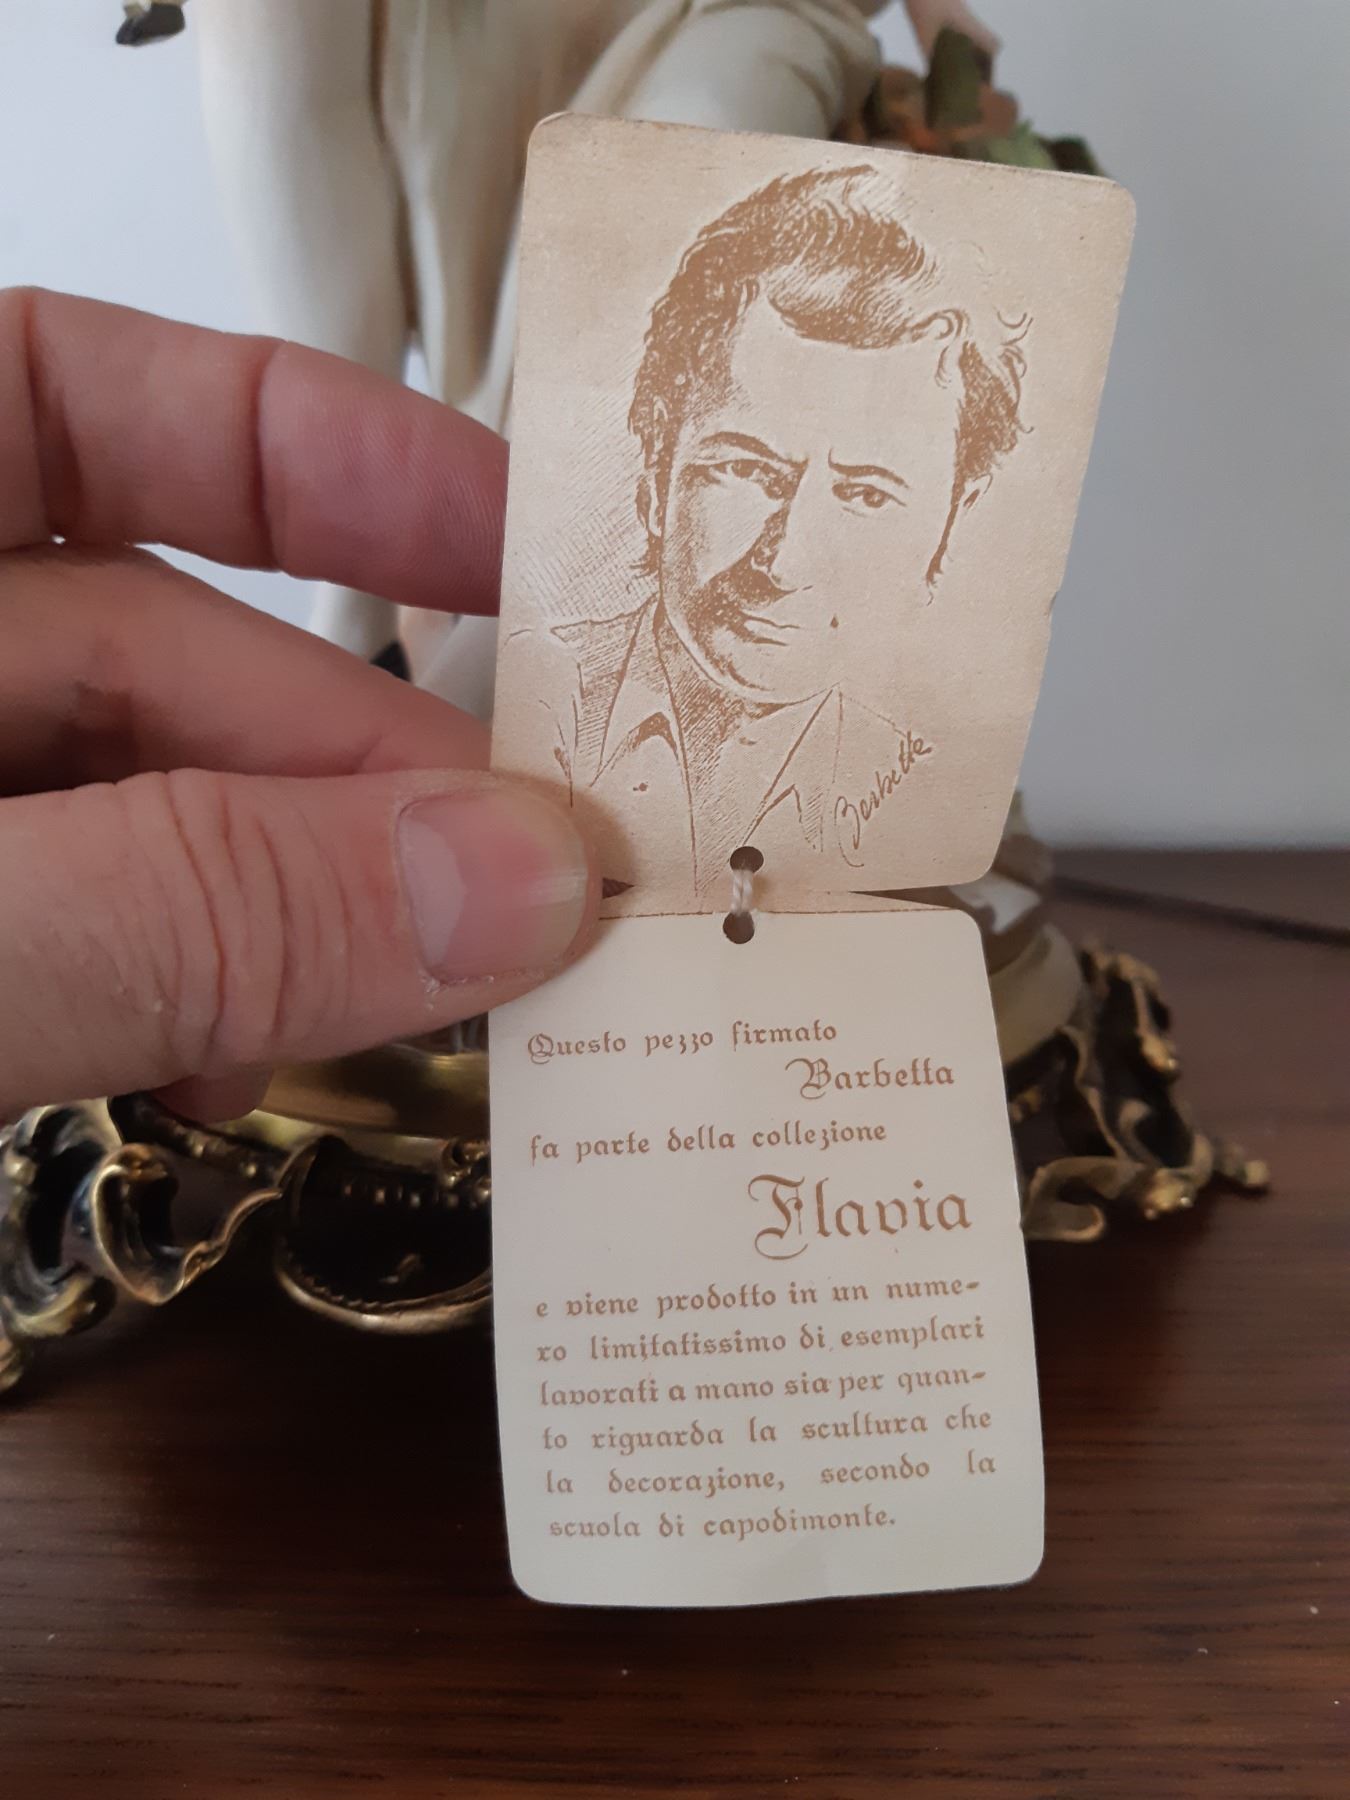 Barbetta
Questo pezzo firmato
Barbetta
fa parte della collezione
Flavia
e viene prodotto in un nume-
ro limitatissimo di esemplari
lavorati a mano sia per quan-
to riguarda la scultura che
la decorazione, secondo la
scuola di capodimonte.